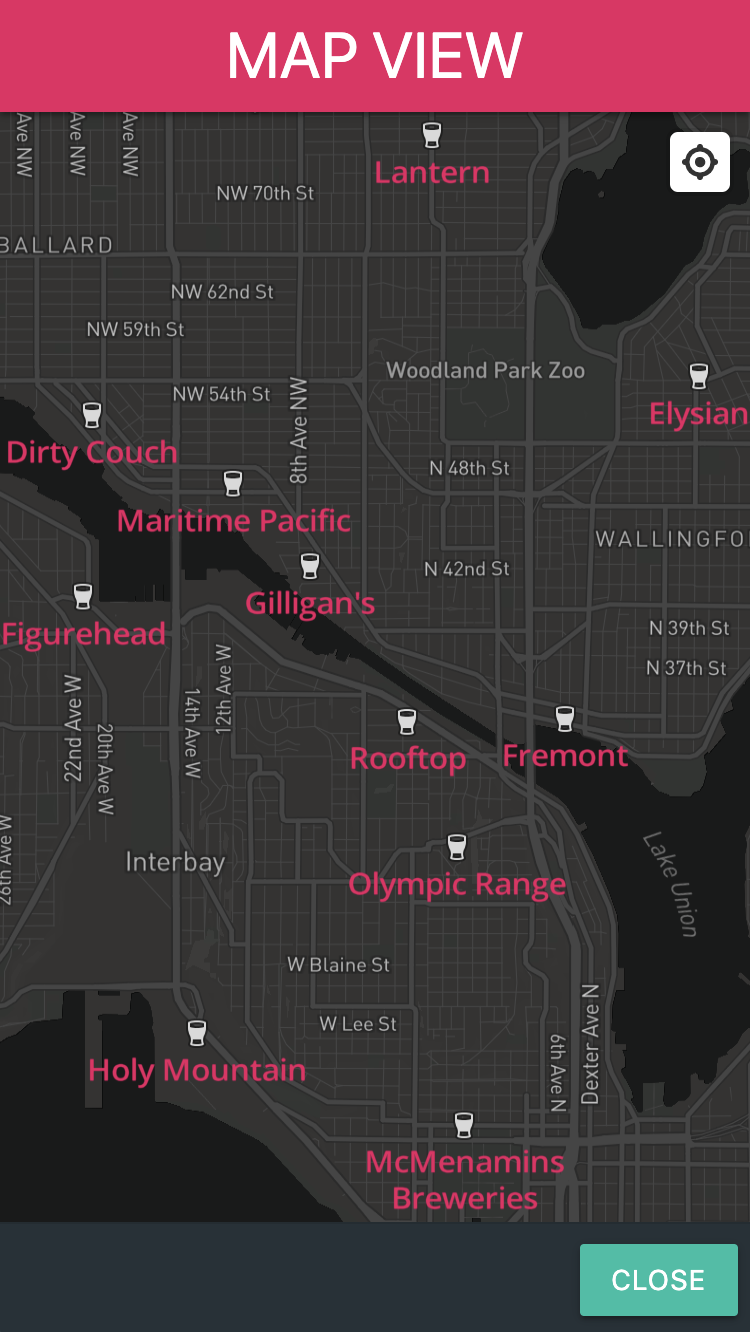 MAP VIEW
Ave NW
Ave NW
Ave NW
Lantern
NW 70th St
BALLARD
NW 62nd St
NW 59th St
Woodland Park Zoo
NW 54th St
8th Ave NW
Elysian
Dirty Couch
N 48th St
Maritime Pacific
WALLINGFO
N 42nd St
Gilligan's
Figurehead
N 39th St
N 37th St
22nd Ave W
20th Ave W
14th Ave W
12th Ave W
Rooftop
Fremont
26th Ave W
Interbay
Olympic Range
Lake Union
W Blaine St
W Lee St
6th Ave N
Dexter Ave N
Holy Mountain
McMenamins
Breweries
CLOSE